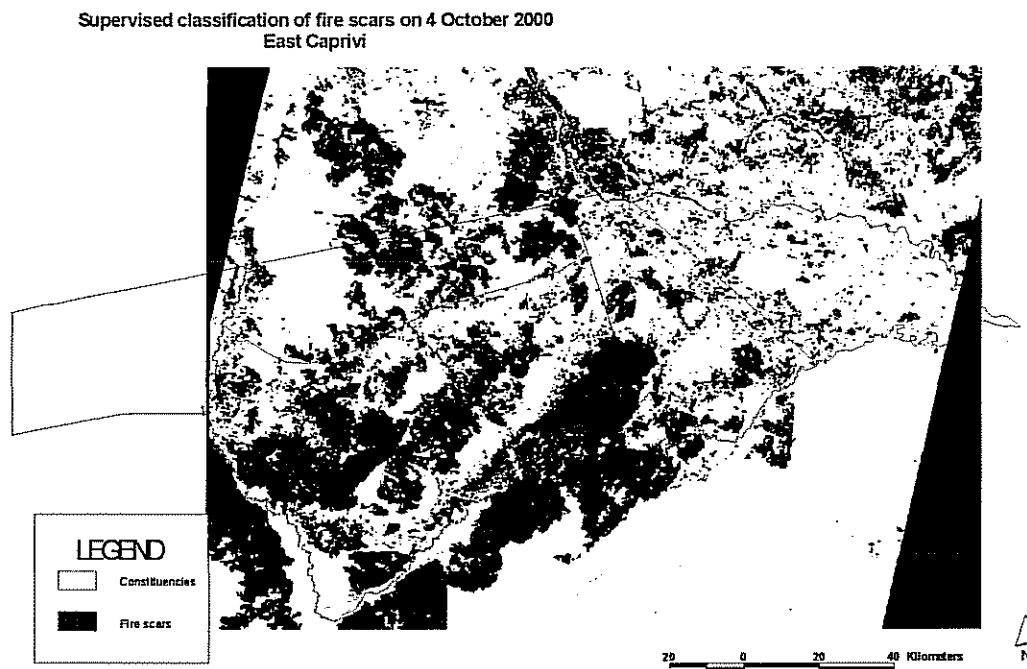 Supervised classification of fire scars on 4 October 2000
East Caprivi
LEGEND
Constituencies
Fire scars
20 0 20 40 Kilometers
N